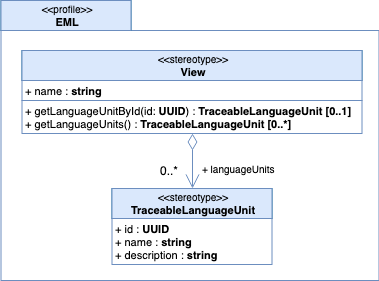 <<profile>>
EML
<<stereotype>>
View
+ name : string
+ getLanguageUnitById(id: UUID) : TraceableLanguageUnit [0..1]
+ getLanguageUnits() : TraceableLanguageUnit [0..*]
0..* + languageUnits
<<stereotype>>
TraceableLanguageUnit
+ id : UUID
+ name : string
+ description : string